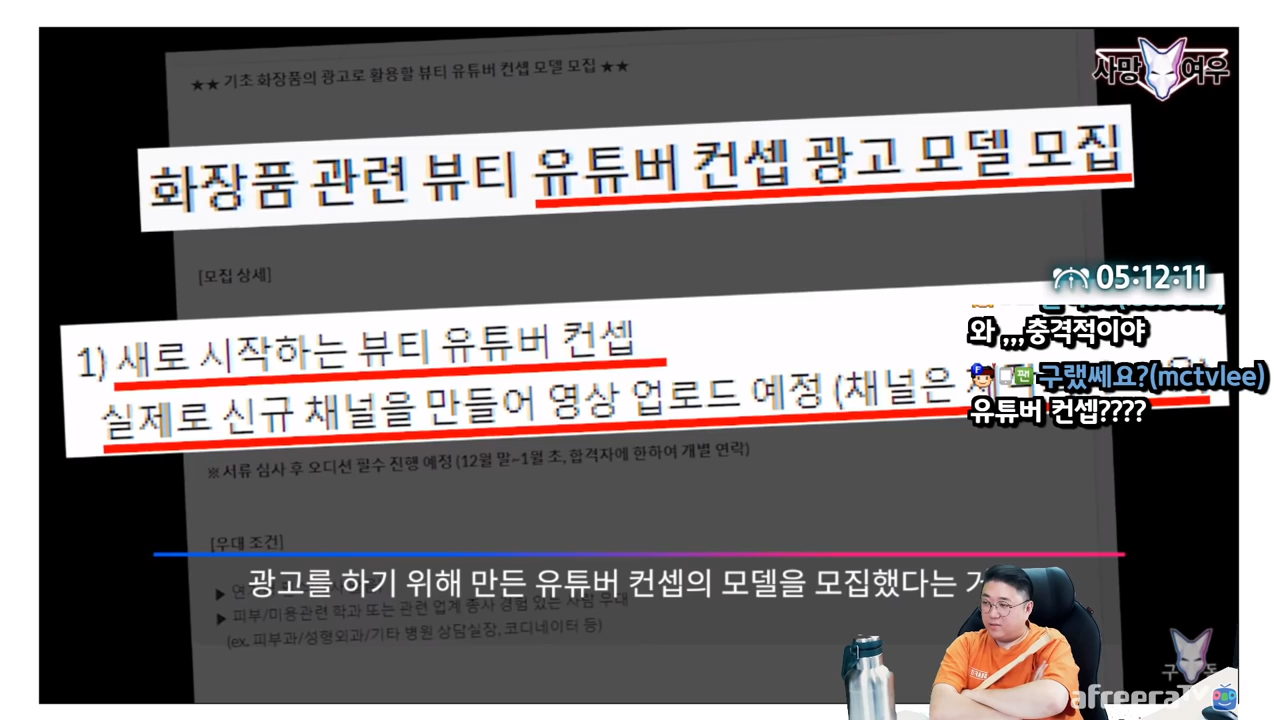 ★★ 기초 화장품의 광고로 활용할 뷰티 유튜버 컨셉 모델 모집 ★★
사망여우
화장품 관련 뷰티 유튜버 컨셉 광고 모델 모집
[모집 상세]
05:12:11
1) 새로 시작하는 뷰티 유튜버 컨셉
와 ,,,충격적이야
실제로 신규 채널을 만들어 영상 업로드 예정 (채널은
구랬쎄요?(mctvlee)
유튜버 컨셉????
※ 서류 심사 후 오디션 필수 진행 예정 (12월 말~1월 초, 합격자에 한하여 개별 연락)
[우대 조건]
광고를 하기 위해 만든 유튜버 컨셉의 모델을 모집했다는
▶ 피부/미용관련 학과 또는 관련 업계 종사 경험 있는 사람 우대
(ex. 피부과/성형외과/기타 병원 상담실장, 코디네이터 등)
구독
afreecaTV